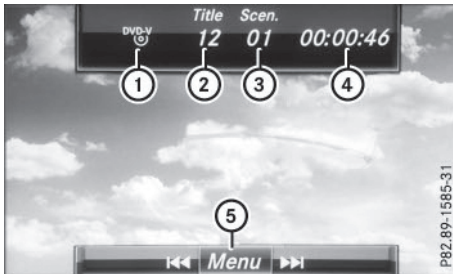 Title Scen.
DVD-V 12 01 00:00:46
1 2 3 4
5
Menu
P82.89-1585-31